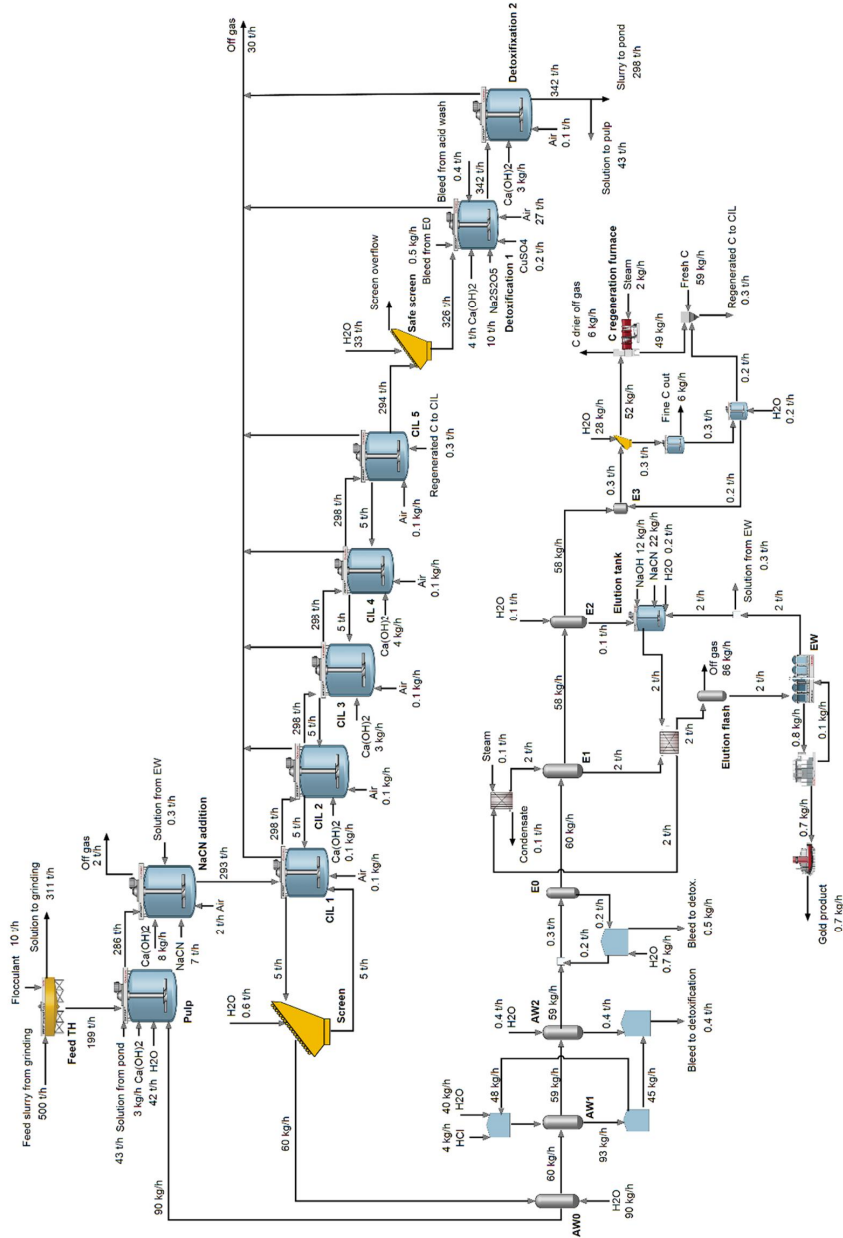 Feed slurry from grinding
500 t/h
Flocculant 10 t/h
Solution to grinding
311 t/h
Feed TH
199 t/h
43 t/h Solution from pond
3 kg/h Ca(OH)2
42 t/h H2O
90 kg/h
Pulp
286 t/h
Ca(OH)2
8 kg/h
NaCN
7 t/h
2 t/h Air
NaCN addition
Off gas
2 t/h
Solution from EW
0.3 t/h
293 t/h
Off gas
30 t/h
CIL 1
Air
0.1 kg/h
5 t/h
5 t/h
H2O
0.6 t/h
Screen
60 kg/h
298 t/h
5 t/h
CIL 2
Ca(OH)2
0.1 kg/h
Air
0.1 kg/h
298 t/h
5 t/h
CIL 3
Ca(OH)2
3 kg/h
Air
0.1 kg/h
298 t/h
5 t/h
CIL 4
Ca(OH)2
4 kg/h
Air
0.1 kg/h
298 t/h
5 t/h
CIL 5
Air
0.1 kg/h
Regenerated C to CIL
0.3 t/h
294 t/h
H2O
33 t/h
Screen overflow
Safe screen
326 t/h
0.5 kg/h
Bleed from E0
Bleed from acid wash
0.4 t/h
4 t/h Ca(OH)2
10 t/h Na2S2O5
Detoxification 1
CuSO4
0.2 t/h
Air
27 t/h
342 t/h
Detoxifixation 2
Ca(OH)2
3 kg/h
Air
0.1 t/h
342 t/h
Solution to pulp
43 t/h
Slurry to pond
298 t/h
AW0
H2O
90 kg/h
60 kg/h
4 kg/h
HCl
40 kg/h
H2O
48 kg/h
AW1
93 kg/h
59 kg/h
45 kg/h
0.4 t/h
H2O
AW2
0.4 t/h
Bleed to detoxification
0.4 t/h
59 kg/h
0.3 t/h
0.2 t/h
0.2 t/h
E0
H2O
0.7 kg/h
Bleed to detox.
0.5 kg/h
60 kg/h
Steam
0.1 t/h
Condensate
0.1 t/h
2 t/h
E1
2 t/h
2 t/h
58 kg/h
H2O
0.1 t/h
E2
0.1 t/h
Elution tank
NaOH 12 kg/h
NaCN 22 kg/h
H2O 0.2 t/h
2 t/h
2 t/h
Elution flash
Off gas
86 kg/h
2 t/h
2 t/h
Solution from EW
0.3 t/h
2 t/h
EW
0.8 kg/h
0.1 kg/h
0.7 kg/h
Gold product
0.7 kg/h
58 kg/h
E3
0.3 t/h
0.2 t/h
H2O
28 kg/h
0.3 t/h
52 kg/h
Fine C out
6 kg/h
0.3 t/h
H2O
0.2 t/h
0.2 t/h
C drier off gas
6 kg/h
C regeneration furnace
Steam
2 kg/h
49 kg/h
Fresh C
59 kg/h
Regenerated C to CIL
0.3 t/h